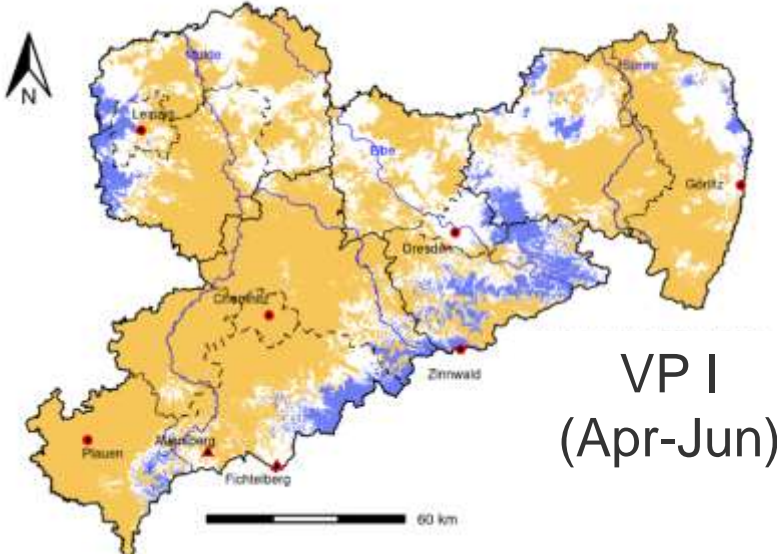 N
Mulde
Spree
Leipzig
Elbe
Görlitz
Dresden
Chemnitz
Zinnwald
VP I
(Apr-Jun)
Plauen
Fichtelberg
60 km